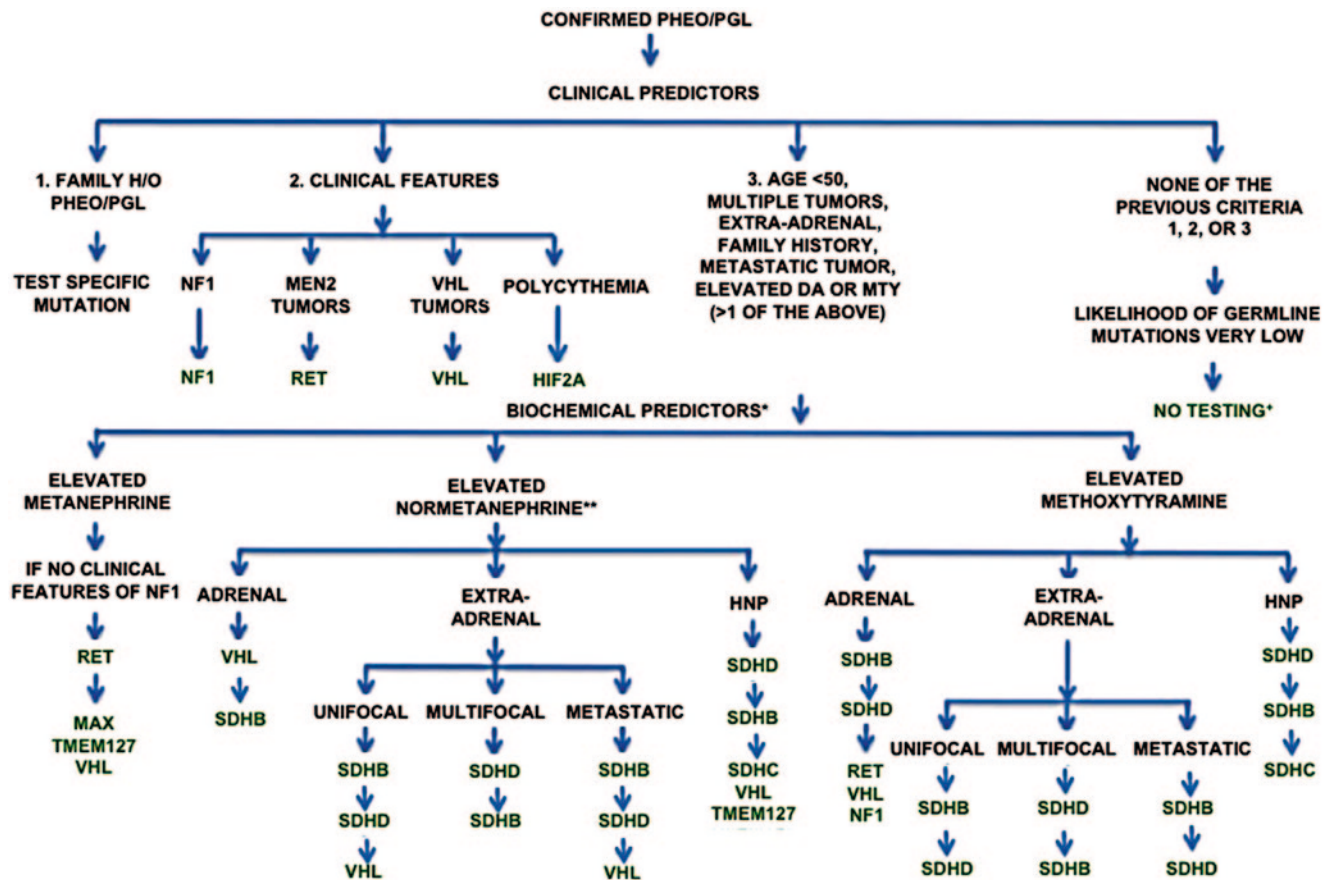 CONFIRMED PHEO/PGL
CLINICAL PREDICTORS
1. FAMILY H/O
PHEO/PGL
TEST SPECIFIC
MUTATION
2. CLINICAL FEATURES
NF1
NF1
MEN2
TUMORS
RET
VHL
TUMORS
VHL
POLYCYTHEMIA
HIF2A
3. AGE <50,
MULTIPLE TUMORS,
EXTRA-ADRENAL,
FAMILY HISTORY,
METASTATIC TUMOR,
ELEVATED DA OR MTY
(>1 OF THE ABOVE)
NONE OF THE
PREVIOUS CRITERIA
1, 2, OR 3
LIKELIHOOD OF GERMLINE
MUTATIONS VERY LOW
NO TESTING+
BIOCHEMICAL PREDICTORS*
ELEVATED
METANEPHRINE
IF NO CLINICAL
FEATURES OF NF1
RET
MAX
TMEM127
VHL
ELEVATED
NORMETANEPHRINE**
ADRENAL
VHL
SDHB
EXTRA-
ADRENAL
UNIFOCAL
SDHB
SDHD
VHL
MULTIFOCAL
SDHD
SDHB
METASTATIC
SDHB
SDHD
VHL
HNP
SDHD
SDHB
SDHC
VHL
TMEM127
ELEVATED
METHOXYTYRAMINE
ADRENAL
SDHB
SDHD
RET
VHL
NF1
EXTRA-
ADRENAL
UNIFOCAL
SDHB
SDHD
MULTIFOCAL
SDHD
SDHB
METASTATIC
SDHB
SDHD
HNP
SDHD
SDHB
SDHC